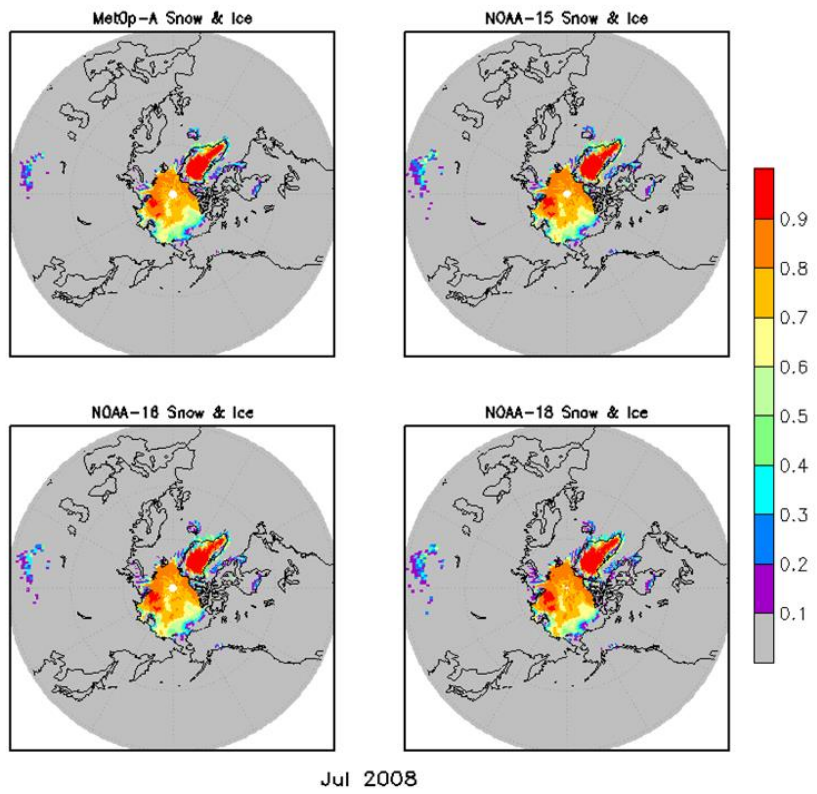 MetOp-A Snow & Ice
NOAA-15 Snow & Ice
0.9
0.8
0.7
0.6
0.5
0.4
0.3
0.2
0.1
NOAA-16 Snow & Ice
NOAA-18 Snow & Ice
Jul 2008